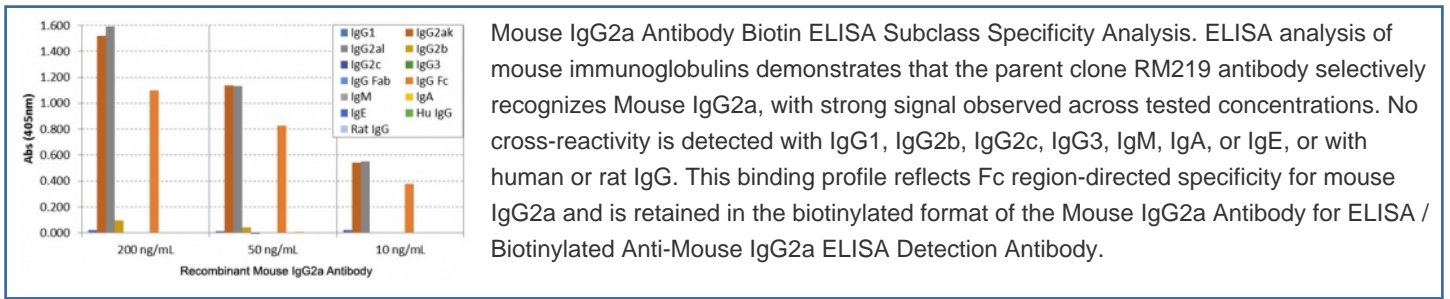 1.600
1.400
1.200
1.000
0.800
0.600
0.400
0.200
0.000
Abs (405nm)
IgG1 IgG2ak
IgG2al IgG2b
IgG2c IgG3
IgG Fab IgG Fc
IgM IgA
IgE Hu IgG
Rat IgG
200 ng/mL 50 ng/mL 10 ng/mL
Recombinant Mouse IgG2a Antibody
Mouse IgG2a Antibody Biotin ELISA Subclass Specificity Analysis. ELISA analysis of
mouse immunoglobulins demonstrates that the parent clone RM219 antibody selectively
recognizes Mouse IgG2a, with strong signal observed across tested concentrations. No
cross-reactivity is detected with IgG1, IgG2b, IgG2c, IgG3, IgM, IgA, or IgE, or with
human or rat IgG. This binding profile reflects Fc region-directed specificity for mouse
IgG2a and is retained in the biotinylated format of the Mouse IgG2a Antibody for ELISA /
Biotinylated Anti-Mouse IgG2a ELISA Detection Antibody.